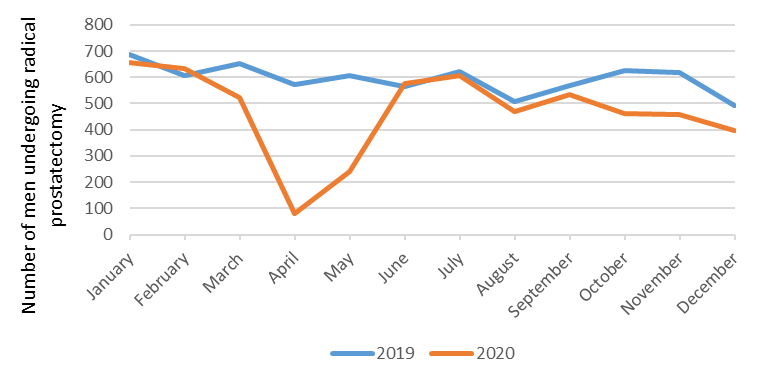 Number of men undergoing radical
prostatectomy
800
700
600
500
400
300
200
100
0
January
February
March
April
May
June
July
August
September
October
November
December
2019
2020